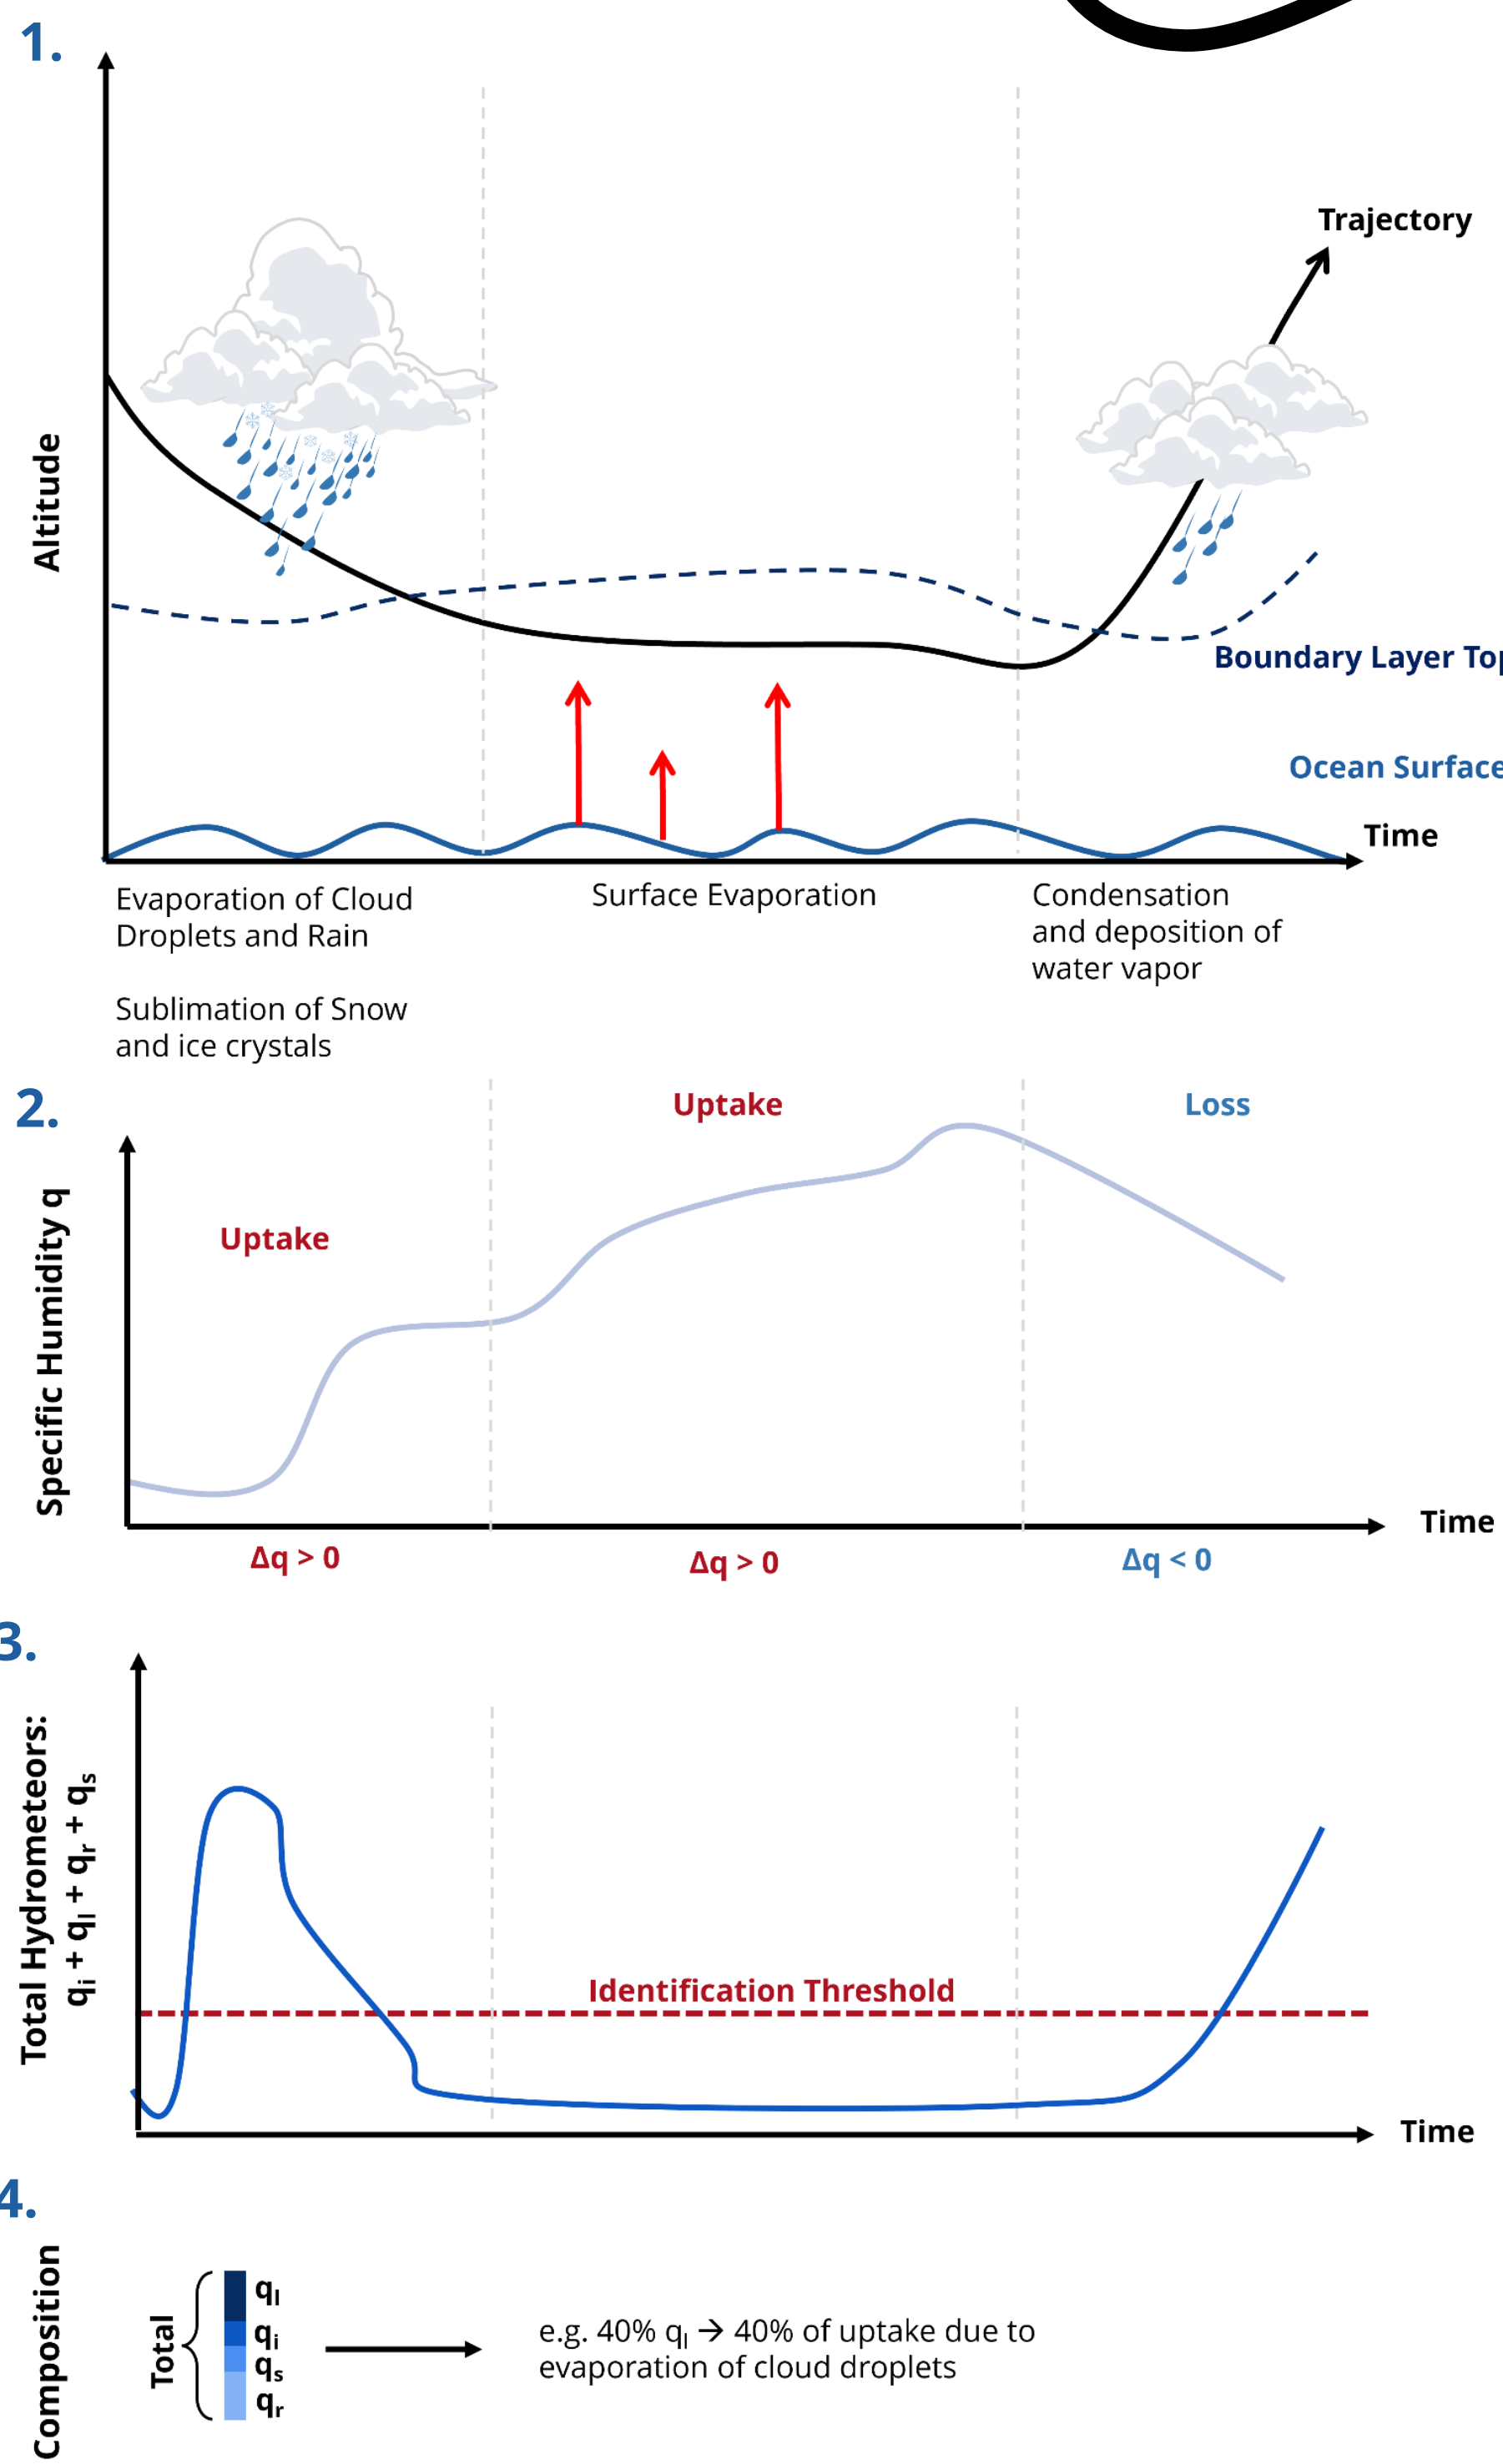 1.
Trajectory
Altitude
Boundary Layer Top
Ocean Surface
Time
Evaporation of Cloud
Droplets and Rain
Sublimation of Snow
and ice crystals
Surface Evaporation
Condensation
and deposition of
water vapor
2.
Specific Humidity q
Uptake
Uptake
Loss
Time
Δq > 0
Δq > 0
Δq < 0
3.
Total Hydrometeors:
qᵢ + qₗ + qᵣ + qₛ
Identification Threshold
Time
4.
Composition
Total
qₗ
qᵢ
qₛ
qᵣ
e.g. 40% qₗ → 40% of uptake due to
evaporation of cloud droplets